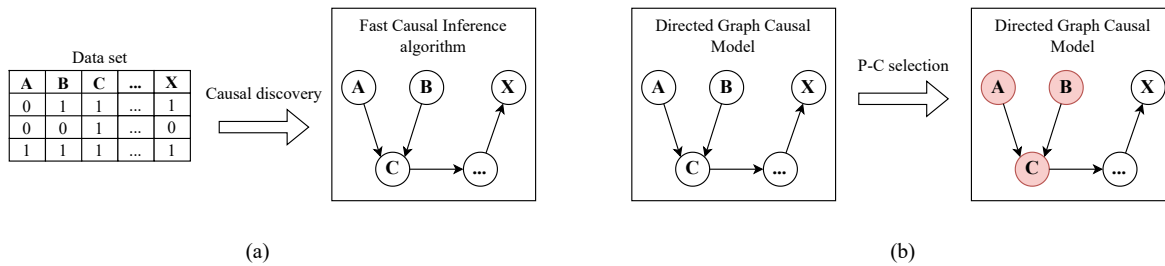 Data set
A B C ... X
0 1 1 ... 1
0 0 1 ... 0
1 1 1 ... 1
Causal discovery
Fast Causal Inference
algorithm
A B X
C ...
(a)
Directed Graph Causal
Model
A B X
C ...
P-C selection
Directed Graph Causal
Model
A B X
C ...
(b)